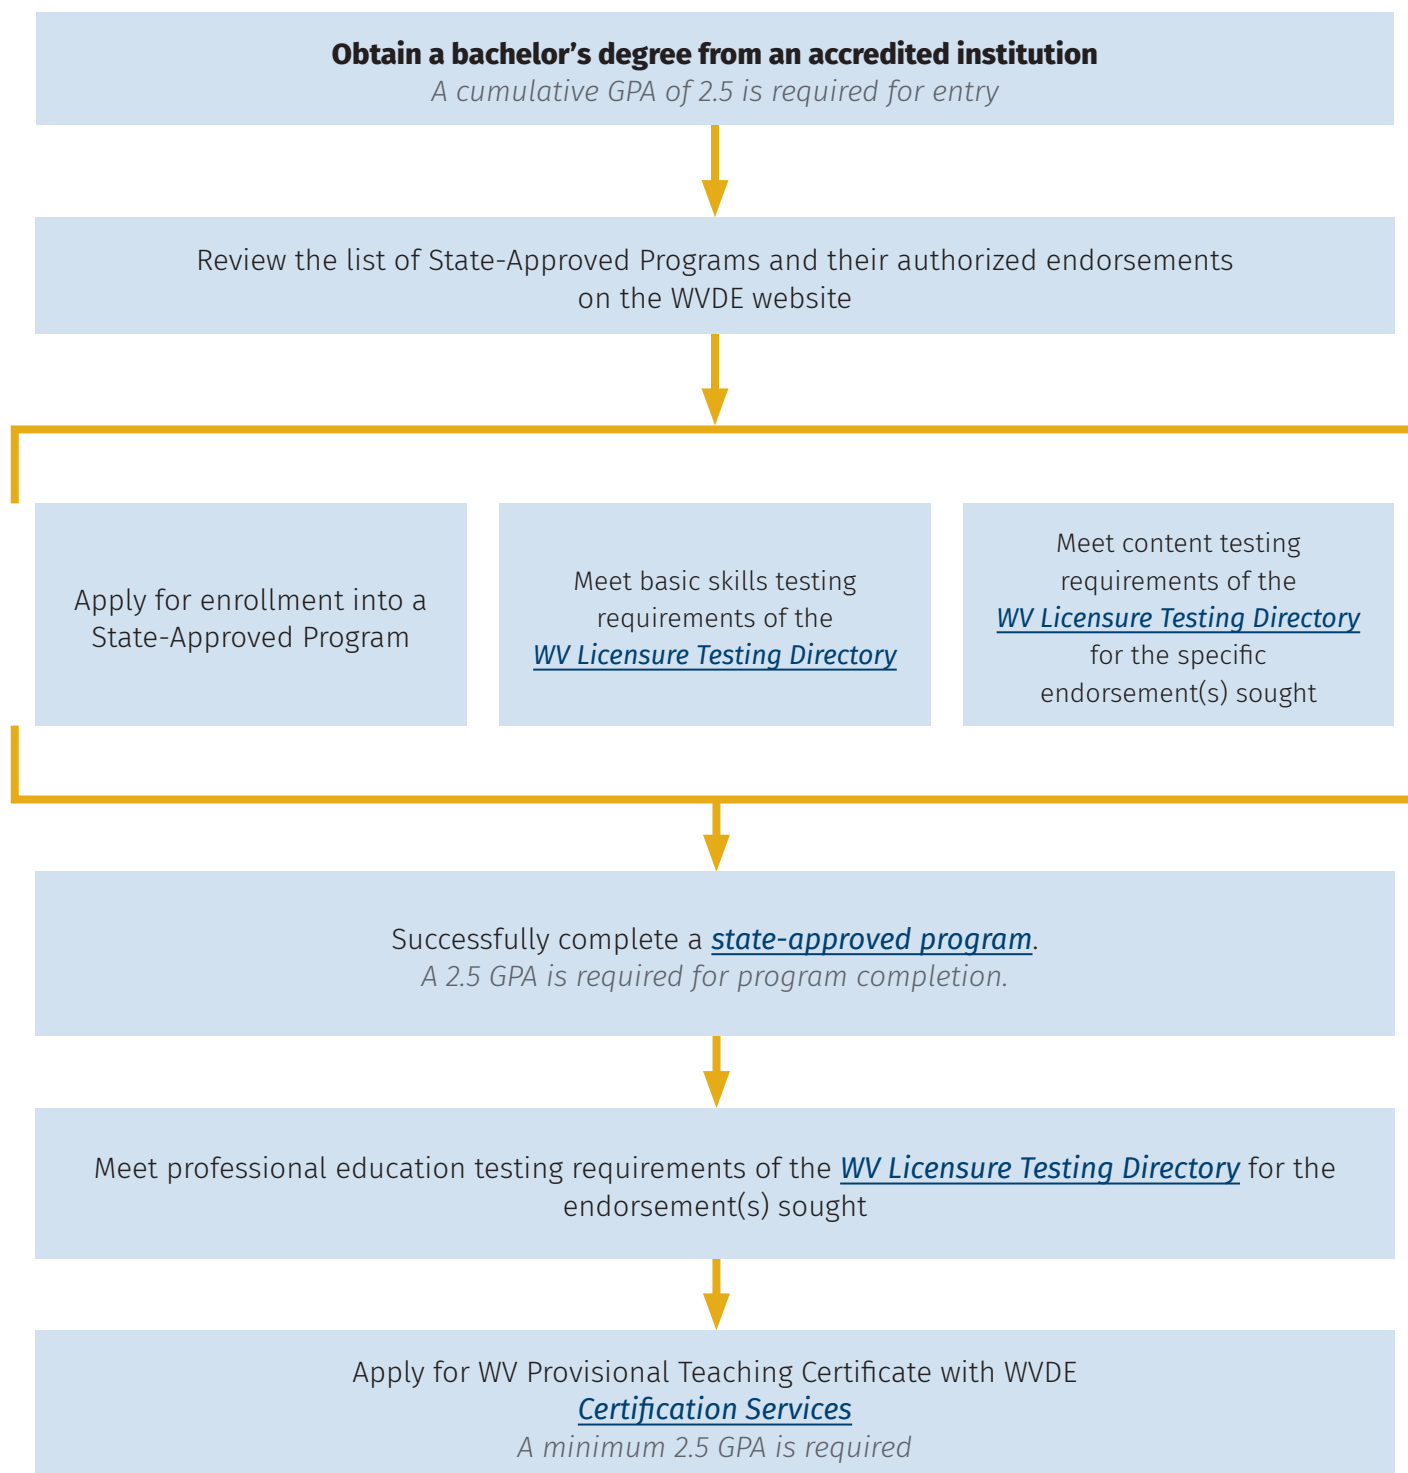 Obtain a bachelor’s degree from an accredited institution
A cumulative GPA of 2.5 is required for entry
Review the list of State-Approved Programs and their authorized endorsements
on the WVDE website
Apply for enrollment into a
State-Approved Program
Meet basic skills testing
requirements of the
WV Licensure Testing Directory
Meet content testing
requirements of the
WV Licensure Testing Directory
for the specific
endorsement(s) sought
Successfully complete a state-approved program.
A 2.5 GPA is required for program completion.
Meet professional education testing requirements of the WV Licensure Testing Directory for the
endorsement(s) sought
Apply for WV Provisional Teaching Certificate with WVDE
Certification Services
A minimum 2.5 GPA is required